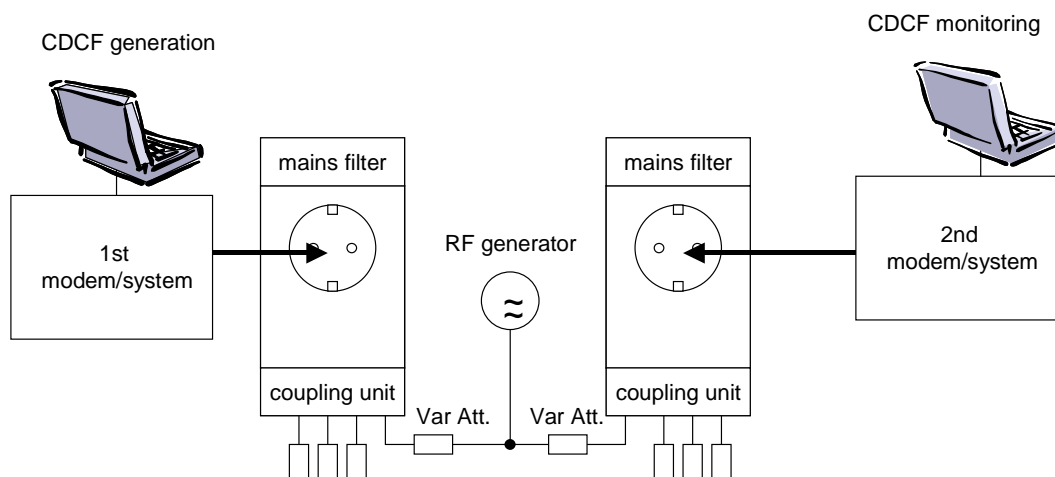 CDCF generation
CDCF monitoring
mains filter
mains filter
1st
modem/system
RF generator
2nd
modem/system
coupling unit
coupling unit
Var Att.
Var Att.